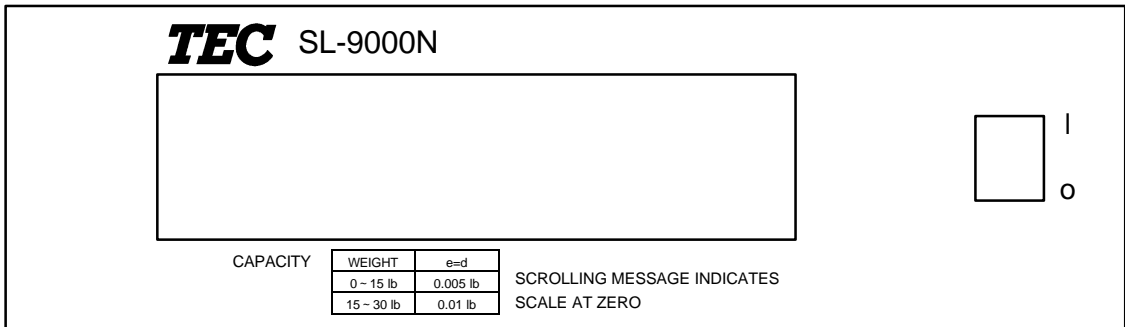 TEC SL-9000N
I
o
CAPACITY
WEIGHT e=d
0 ~ 15 lb 0.005 lb
15 ~ 30 lb 0.01 lb
SCROLLING MESSAGE INDICATES
SCALE AT ZERO